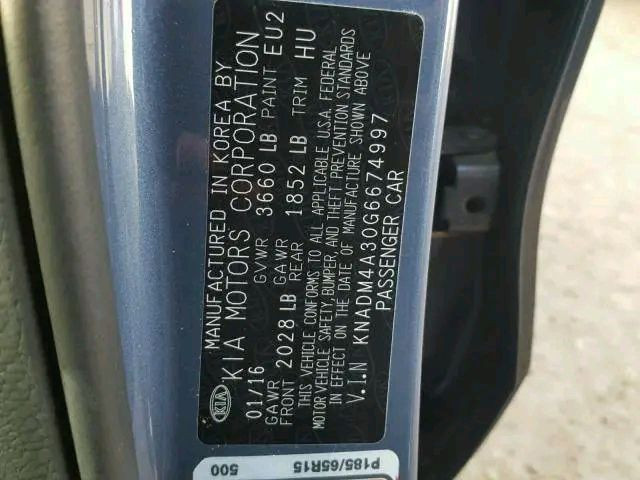 MANUFACTURED IN KOREA BY
KIA KIA MOTORS CORPORATION
01/16 GVWR 3660 LB PAINT EU2
GAWR FRONT 2028 LB GAWR REAR 1852 LB TRIM HU
THIS VEHICLE CONFORMS TO ALL APPLICABLE U.S.A. FEDERAL
MOTOR VEHICLE SAFETY, BUMPER, AND THEFT PREVENTION STANDARDS
IN EFFECT ON THE DATE OF MANUFACTURE SHOWN ABOVE
V.I.N KNADM4A30G6674997
PASSENGER CAR
P185/65R15
500